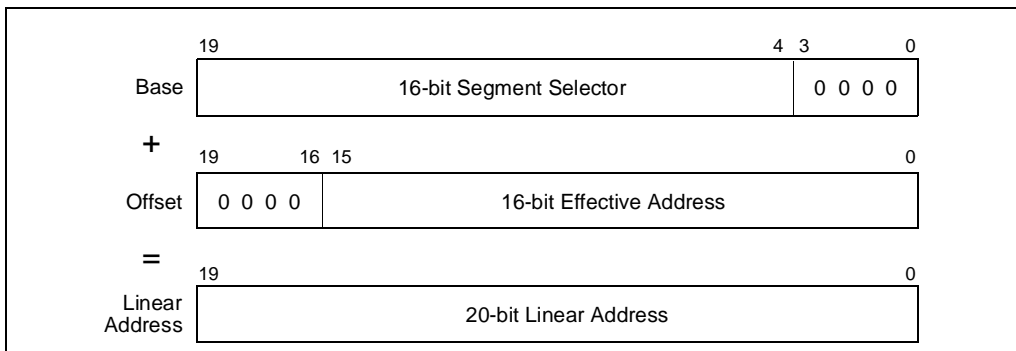 19 4 3 0
Base 16-bit Segment Selector 0 0 0 0
+
19 16 15 0
Offset 0 0 0 0 16-bit Effective Address
=
19 0
Linear
Address 20-bit Linear Address